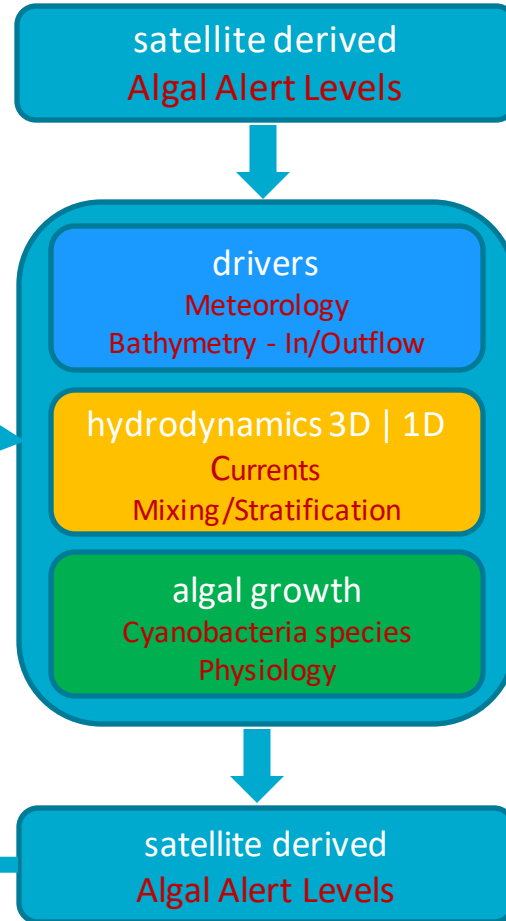 satellite derived
Algal Alert Levels
drivers
Meteorology
Bathymetry - In/Outflow
hydrodynamics 3D | 1D
Currents
Mixing/Stratification
algal growth
Cyanobacteria species
Physiology
satellite derived
Algal Alert Levels